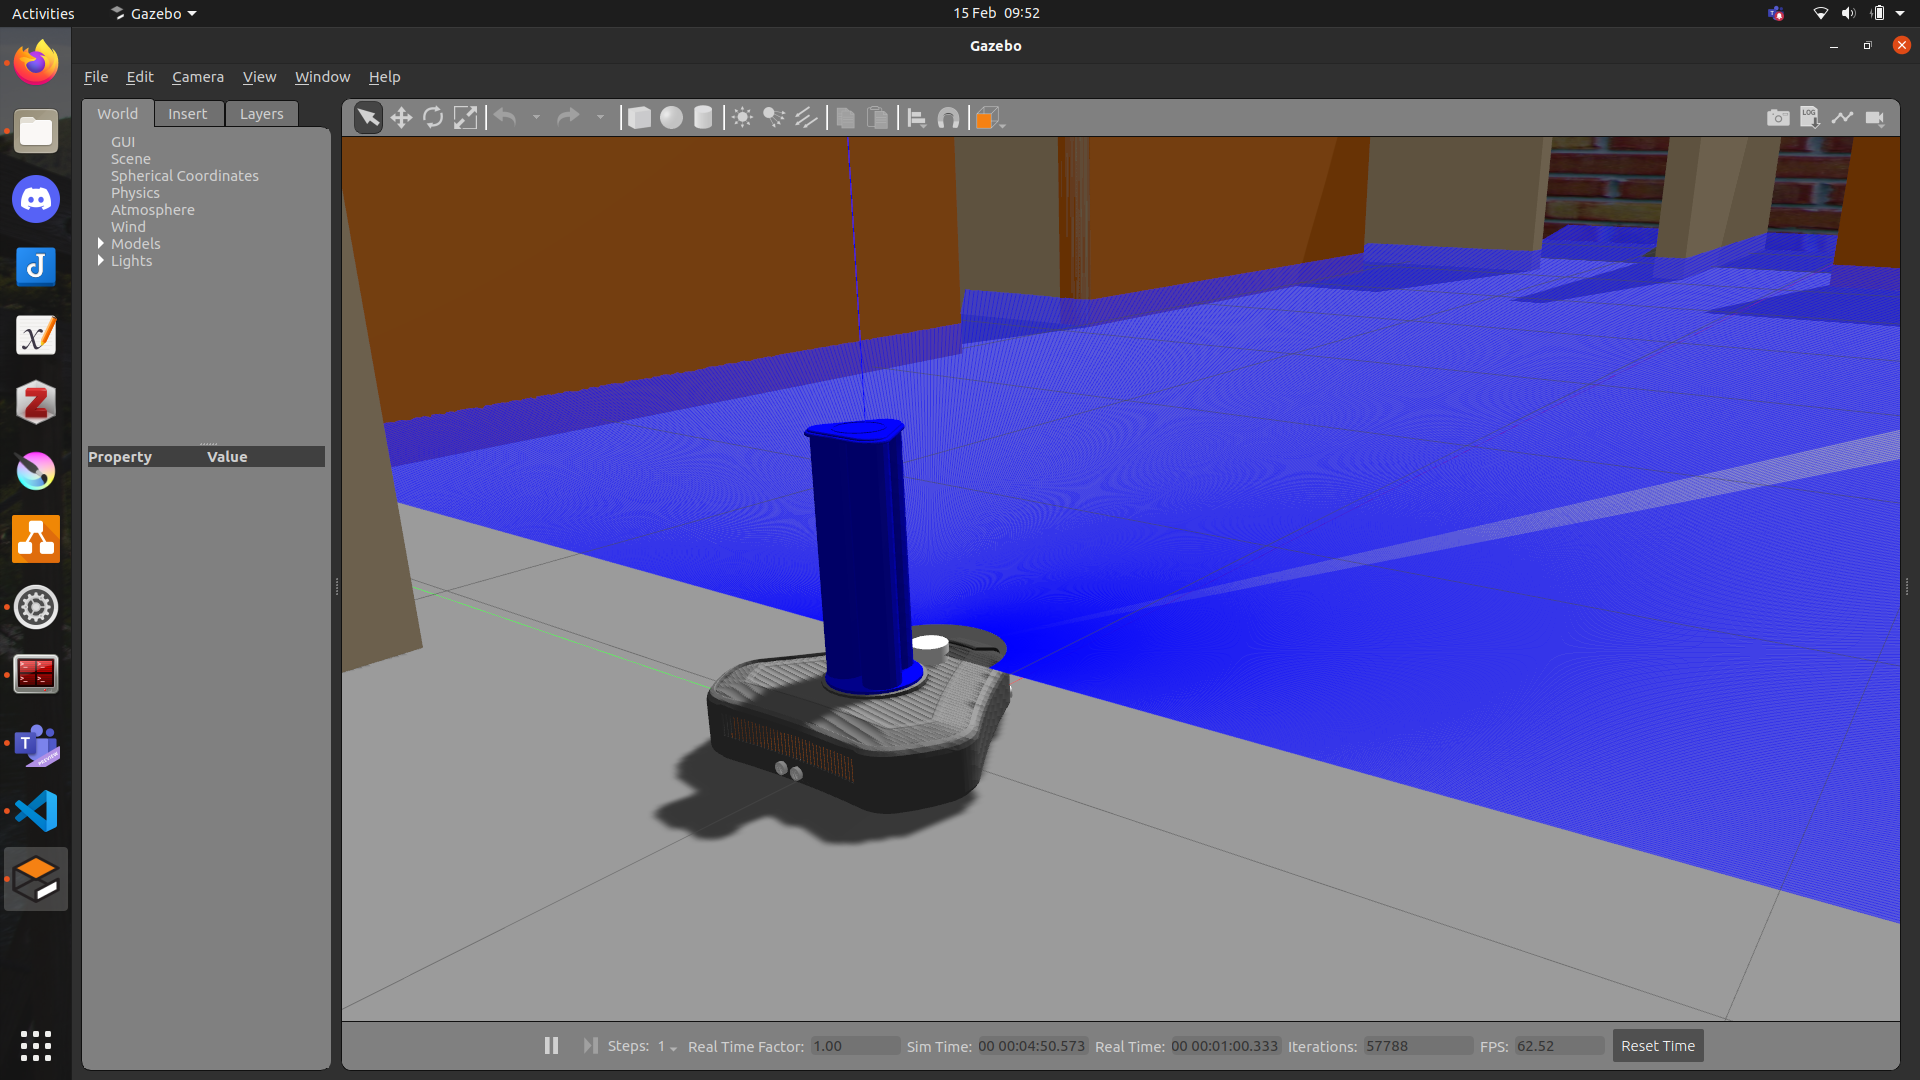 Activities
Gazebo
15 Feb 09:52
Gazebo
File Edit Camera View Window Help
World Insert Layers
GUI
Scene
Spherical Coordinates
Physics
Atmosphere
Wind
Models
Lights
Property Value
LOG
Steps: 1 Real Time Factor: 1.00 Sim Time: 00 00:04:50.573 Real Time: 00 00:01:00.333 Iterations: 57788 FPS: 62.52 Reset Time